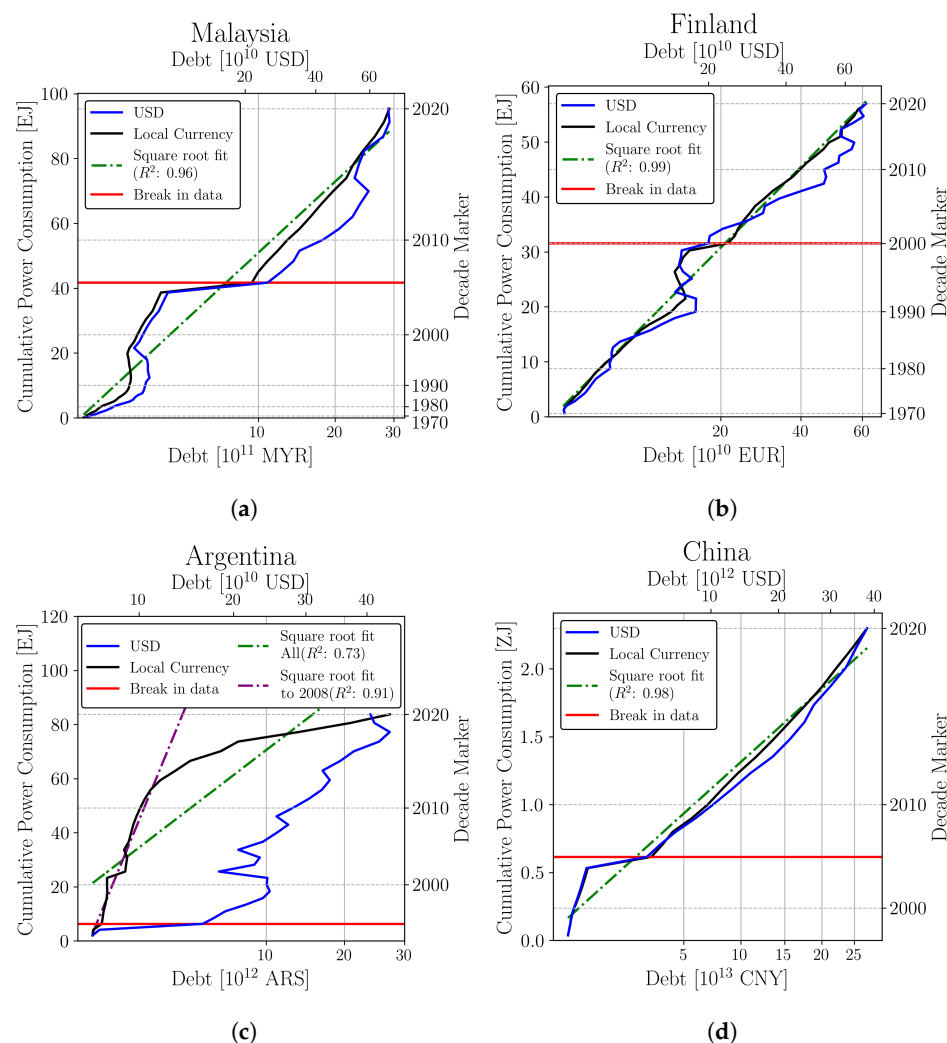 Malaysia
Debt [10^10 USD]
20 40 60
100
80
60
40
20
0
Cumulative Power Consumption [EJ]
USD
Local Currency
Square root fit
(R²: 0.96)
Break in data
2020
2010
2000
1990
1980
1970
Decade Marker
10 20 30
Debt [10^11 MYR]
(a)
Finland
Debt [10^10 USD]
20 40 60
60
50
40
30
20
10
0
Cumulative Power Consumption [EJ]
USD
Local Currency
Square root fit
(R²: 0.99)
Break in data
2020
2010
2000
1990
1980
1970
Decade Marker
20 40 60
Debt [10^10 EUR]
(b)
Argentina
Debt [10^10 USD]
10 20 30 40
120
100
80
60
40
20
0
Cumulative Power Consumption [EJ]
USD
Local Currency
Break in data
Square root fit
All(R²: 0.73)
Square root fit
to 2008(R²: 0.91)
2020
2010
2000
Decade Marker
10 20 30
Debt [10^12 ARS]
(c)
China
Debt [10^12 USD]
10 20 30 40
2.0
1.5
1.0
0.5
0.0
Cumulative Power Consumption [ZJ]
USD
Local Currency
Square root fit
(R²: 0.98)
Break in data
2020
2010
2000
Decade Marker
5 10 15 20 25
Debt [10^13 CNY]
(d)